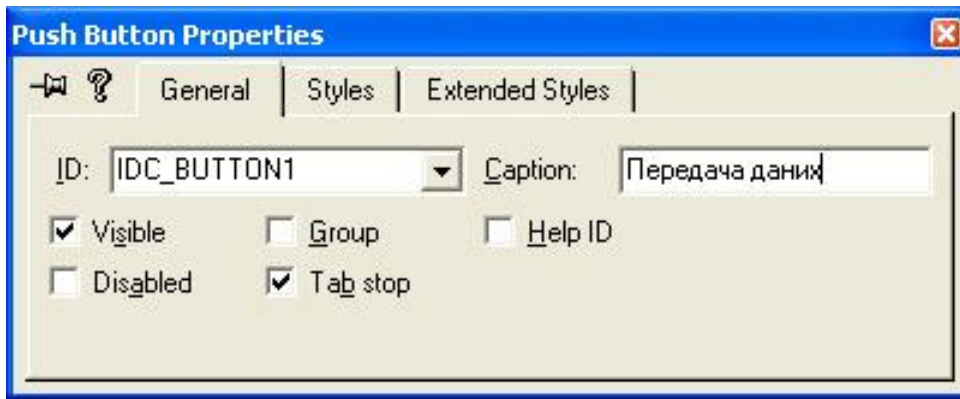 Push Button Properties
General Styles Extended Styles
ID: IDC_BUTTON1 Caption: Передача даних
Visible Group Help ID
Disabled Tab stop